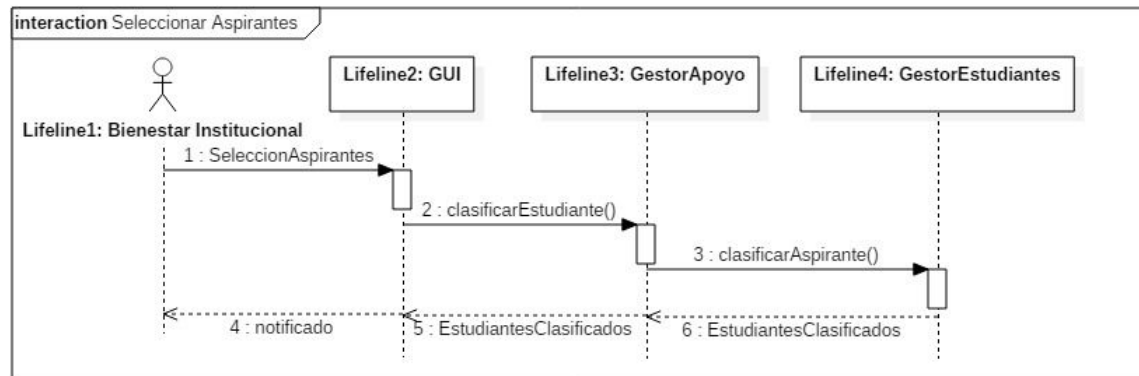 interaction Seleccionar Aspirantes
Lifeline2: GUI
Lifeline3: GestorApoyo
Lifeline4: GestorEstudiantes
Lifeline1: Bienestar Institucional
1 : SeleccionAspirantes
2 : clasificarEstudiante()
3 : clasificarAspirante()
4 : notificado
5 : EstudiantesClasificados
6 : EstudiantesClasificados